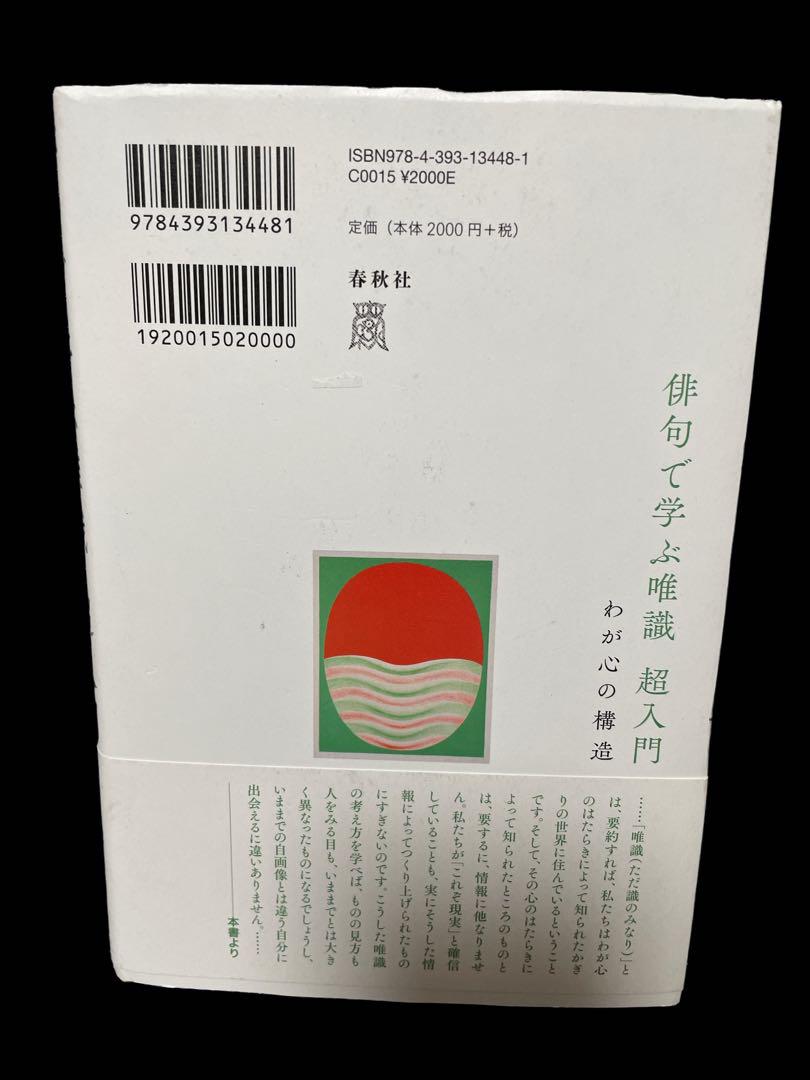 ISBN978-4-393-13448-1
C0015 ¥2000E
9784393134481
定価（本体2000円＋税）
春秋社
1920015020000
俳句で学ぶ唯識 超入門
わが心の構造
……「唯識（ただ識のみなり）」と
は、要約すれば、私たちはわが心
のはたらきによって知られたかぎ
りの世界に住んでいるということ
です。そして、その心のはたらきに
よって知られたところのものと
は、要するに、情報に他なりませ
ん。私たちが「これぞ現実」と確信
していることも、実にそうした情
報によってつくり上げられたもの
にすぎないのです。こうした唯識
の考え方を学べば、ものの見方も
人をみる目も、いままでとは大き
く異なったものになるでしょうし、
いままでの自画像とは違う自分に
出会えるに違いありません。……
本書より